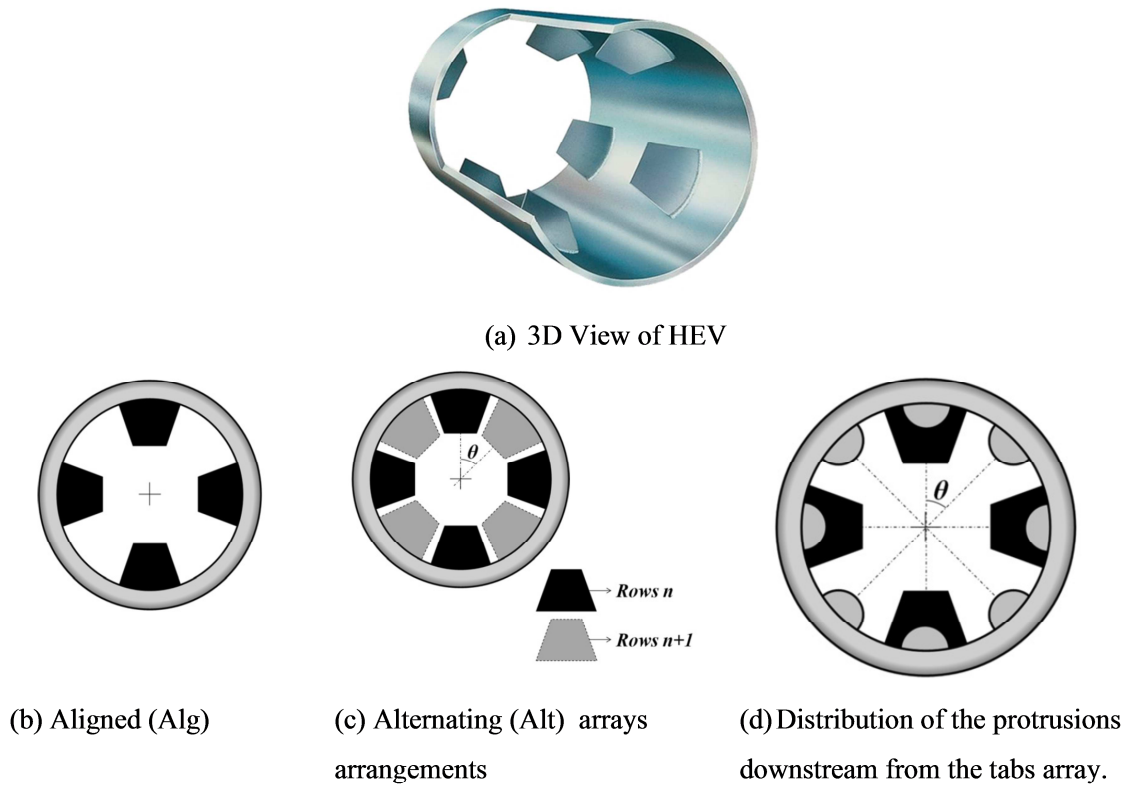 (a) 3D View of HEV
θ
θ
Rows n
Rows n+1
(b) Aligned (Alg)
(c) Alternating (Alt) arrays
arrangements
(d) Distribution of the protrusions
downstream from the tabs array.